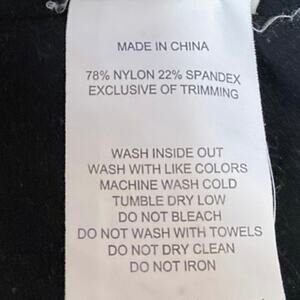 MADE IN CHINA
78% NYLON 22% SPANDEX
EXCLUSIVE OF TRIMMING
WASH INSIDE OUT
WASH WITH LIKE COLORS
MACHINE WASH COLD
TUMBLE DRY LOW
DO NOT BLEACH
DO NOT WASH WITH TOWELS
DO NOT DRY CLEAN
DO NOT IRON